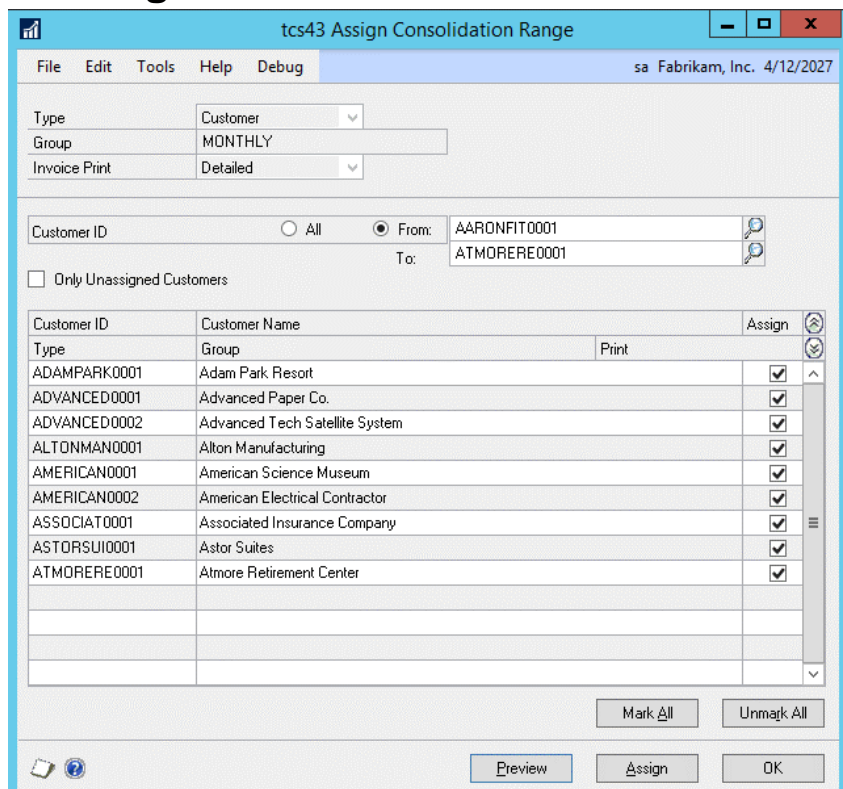 tcs43 Assign Consolidation Range
File Edit Tools Help Debug sa Fabrikam, Inc. 4/12/2027
Type Customer
Group MONTHLY
Invoice Print Detailed
Customer ID All From: AARONFIT0001
To: ATMORERE0001
Only Unassigned Customers
Customer ID Customer Name Assign
Type Group Print
ADAMPARK0001 Adam Park Resort
ADVANCED0001 Advanced Paper Co.
ADVANCED0002 Advanced Tech Satellite System
ALTONMAN0001 Alton Manufacturing
AMERICAN0001 American Science Museum
AMERICAN0002 American Electrical Contractor
ASSOCIAT0001 Associated Insurance Company
ASTORSUI0001 Astor Suites
ATMORERE0001 Atmore Retirement Center
Mark All Unmark All
Preview Assign OK